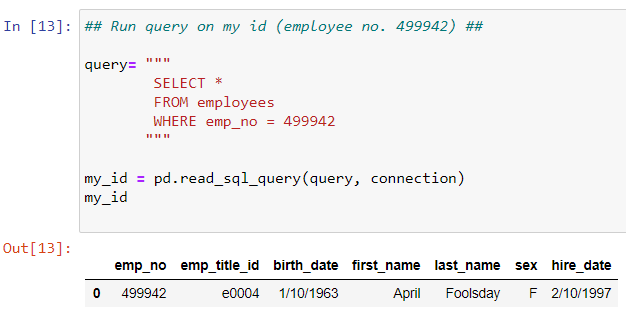 In [13]: ## Run query on my id (employee no. 499942) ##
query= """
SELECT *
FROM employees
WHERE emp_no = 499942
"""
my_id = pd.read_sql_query(query, connection)
my_id
Out[13]:
emp_no emp_title_id birth_date first_name last_name sex hire_date
0 499942 e0004 1/10/1963 April Foolsday F 2/10/1997